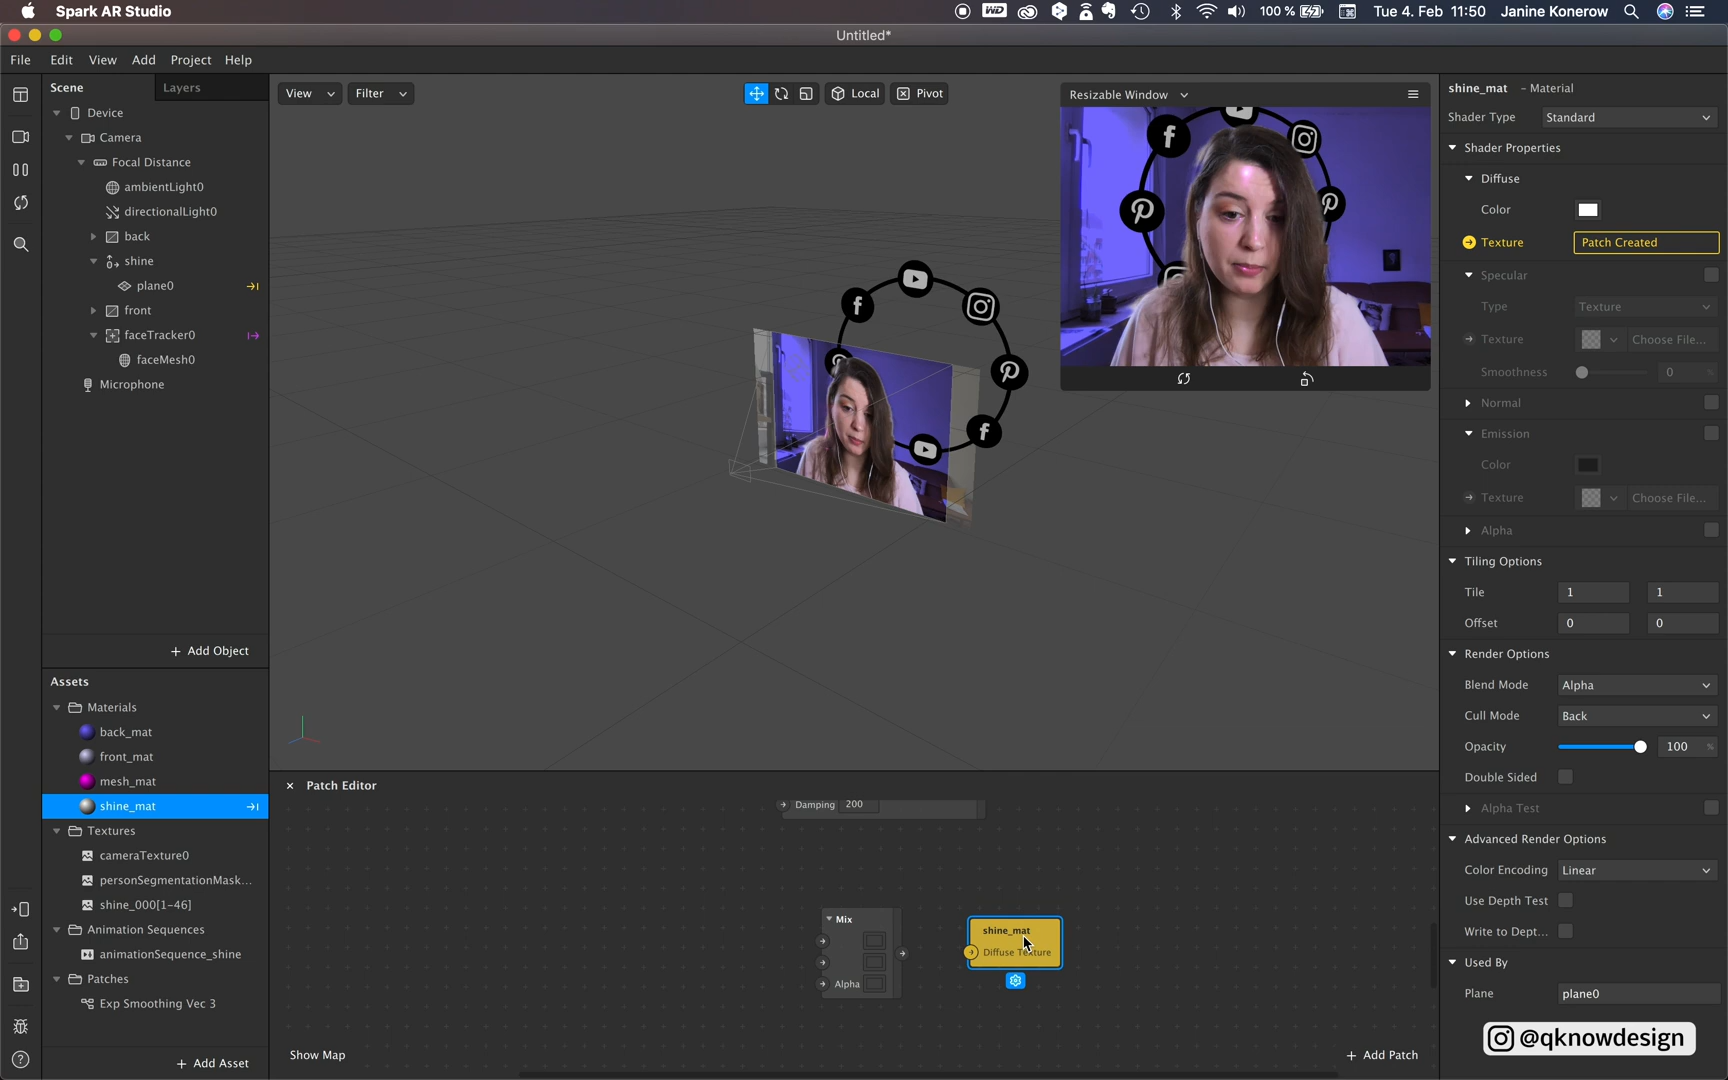 Spark AR Studio
100 %
Tue 4. Feb 11:50
Janine Konerow
Untitled*
File
Edit
View
Add
Project
Help
Scene
Layers
Device
Camera
Focal Distance
ambientLight0
directionalLight0
back
shine
plane0
front
faceTracker0
faceMesh0
Microphone
+ Add Object
Assets
Materials
back_mat
front_mat
mesh_mat
shine_mat
Textures
cameraTexture0
personSegmentationMask...
shine_000[1-46]
Animation Sequences
animationSequence_shine
Patches
Exp Smoothing Vec 3
+ Add Asset
View
Filter
Local
Pivot
Resizable Window
Patch Editor
Damping 200
Mix
Alpha
shine_mat
Diffuse Texture
Show Map
+ Add Patch
shine_mat - Material
Shader Type Standard
Shader Properties
Diffuse
Color
Texture Patch Created
Specular
Type Texture
Texture Choose File...
Smoothness 0 %
Normal
Emission
Color
Texture Choose File...
Alpha
Tiling Options
Tile 1 1
Offset 0 0
Render Options
Blend Mode Alpha
Cull Mode Back
Opacity 100 %
Double Sided
Alpha Test
Advanced Render Options
Color Encoding Linear
Use Depth Test
Write to Dept...
Used By
Plane plane0
@qknowdesign